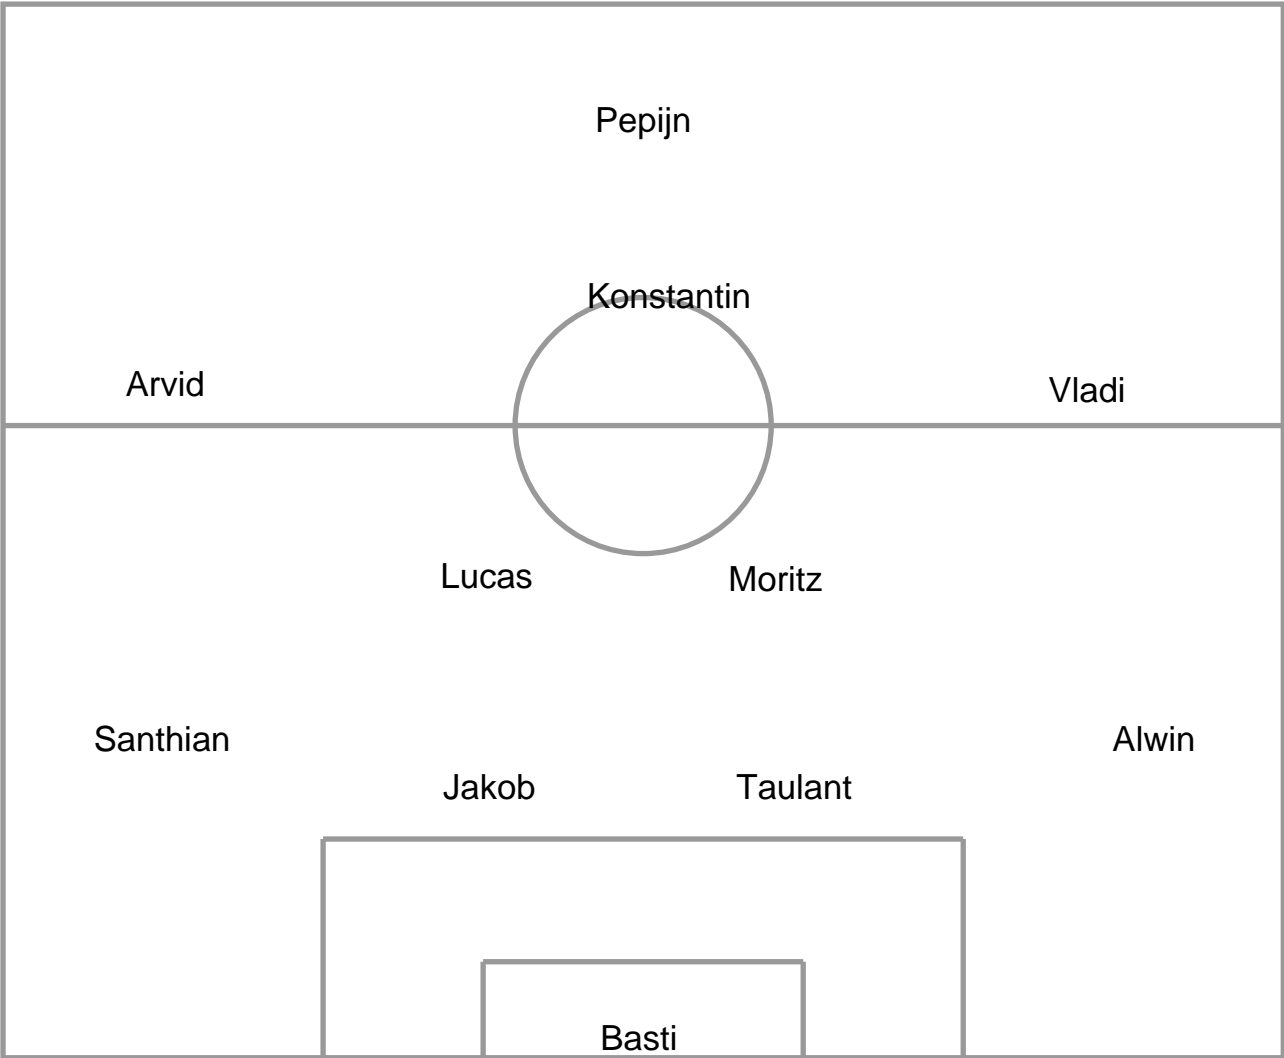 Pepijn
Konstantin
Arvid
Vladi
Lucas
Moritz
Santhian
Alwin
Jakob
Taulant
Basti